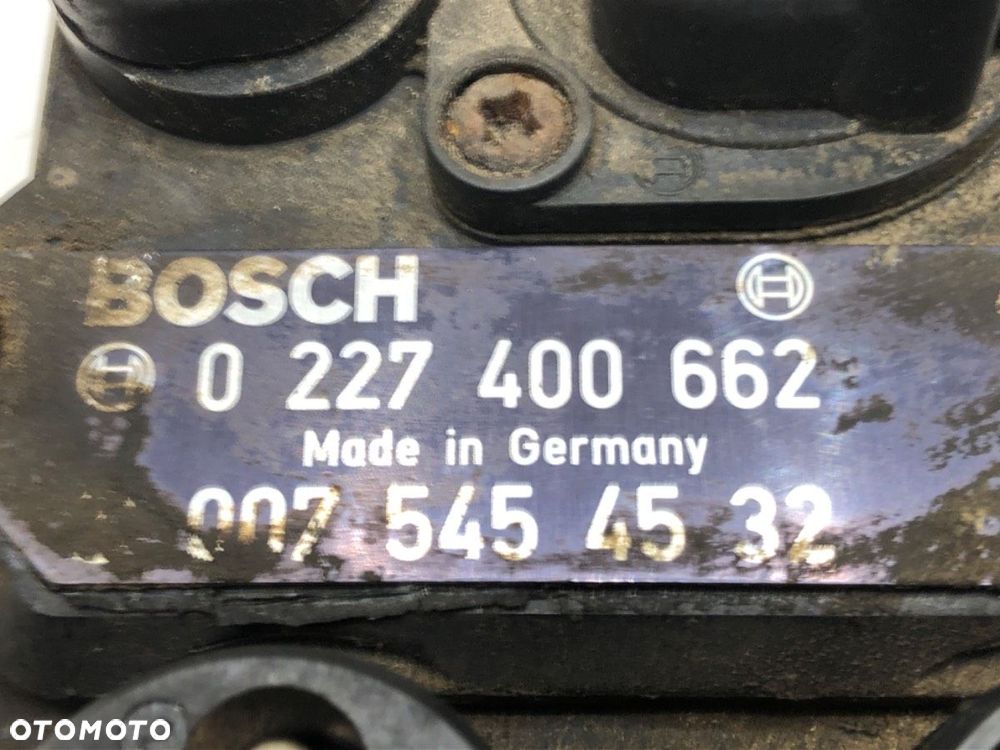 BOSCH
0 227 400 662
Made in Germany
007 545 45 32
OTOMOTO